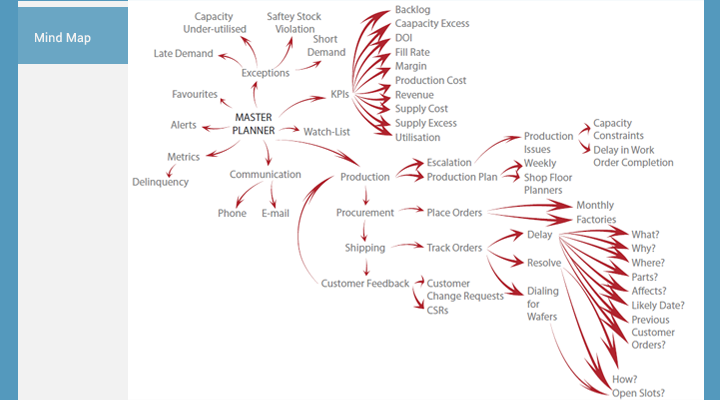 Mind Map
Capacity
Under-utilised
Saftey Stock
Violation
Short
Demand
Late Demand
Exceptions
Favourites
Alerts
MASTER
PLANNER
Watch-List
Metrics
Delinquency
Communication
Phone
E-mail
KPIs
Backlog
Caapacity Excess
DOI
Fill Rate
Margin
Production Cost
Revenue
Supply Cost
Supply Excess
Utilisation
Production
Escalation
Production Plan
Production
Issues
Capacity
Constraints
Delay in Work
Order Completion
Weekly
Shop Floor
Planners
Procurement
Place Orders
Monthly
Factories
Shipping
Track Orders
Delay
Resolve
Dialing
for
Wafers
What?
Why?
Where?
Parts?
Affects?
Likely Date?
Previous
Customer
Orders?
How?
Open Slots?
Customer Feedback
Customer
Change Requests
CSRs